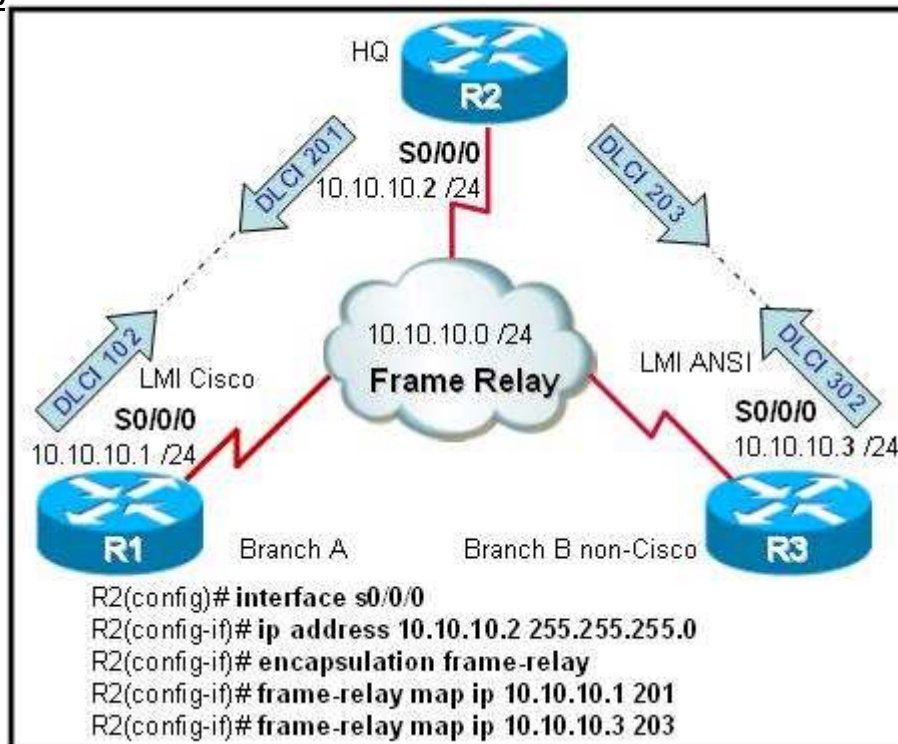 HQ
R2
S0/0/0
10.10.10.2 /24
DLCI 201
DLCI 203
10.10.10.0 /24
Frame Relay
DLCI 102
LMI Cisco
LMI ANSI
DLCI 302
S0/0/0
10.10.10.1 /24
S0/0/0
10.10.10.3 /24
R1
Branch A
Branch B non-Cisco
R3
R2(config)# interface s0/0/0
R2(config-if)# ip address 10.10.10.2 255.255.255.0
R2(config-if)# encapsulation frame-relay
R2(config-if)# frame-relay map ip 10.10.10.1 201
R2(config-if)# frame-relay map ip 10.10.10.3 203